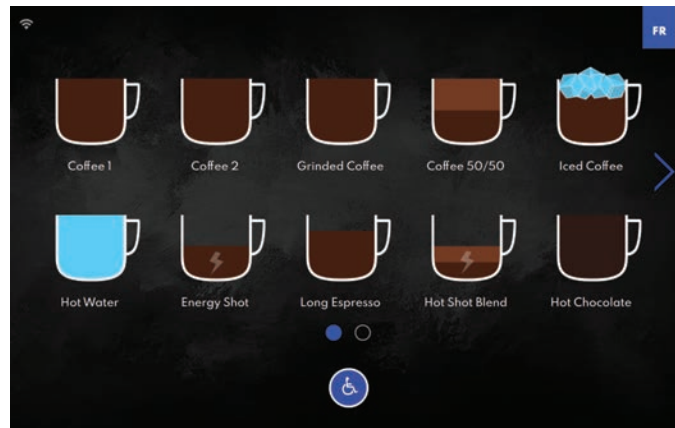 FR
Coffee 1
Coffee 2
Grinded Coffee
Coffee 50/50
Iced Coffee
Hot Water
Energy Shot
Long Espresso
Hot Shot Blend
Hot Chocolate